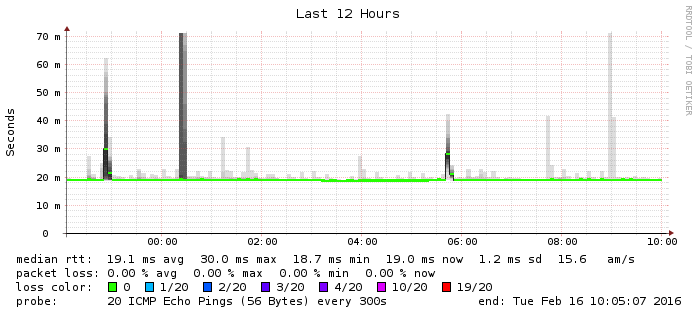 Last 12 Hours
RRDTOOL / TOBI OETIKER
Seconds
70 m
60 m
50 m
40 m
30 m
20 m
10 m
0
00:00 02:00 04:00 06:00 08:00 10:00
median rtt: 19.1 ms avg 30.0 ms max 18.7 ms min 19.0 ms now 1.2 ms sd 15.6 am/s
packet loss: 0.00 % avg 0.00 % max 0.00 % min 0.00 % now
loss color: 0 1/20 2/20 3/20 4/20 10/20 19/20
probe: 20 ICMP Echo Pings (56 Bytes) every 300s end: Tue Feb 16 10:05:07 2016